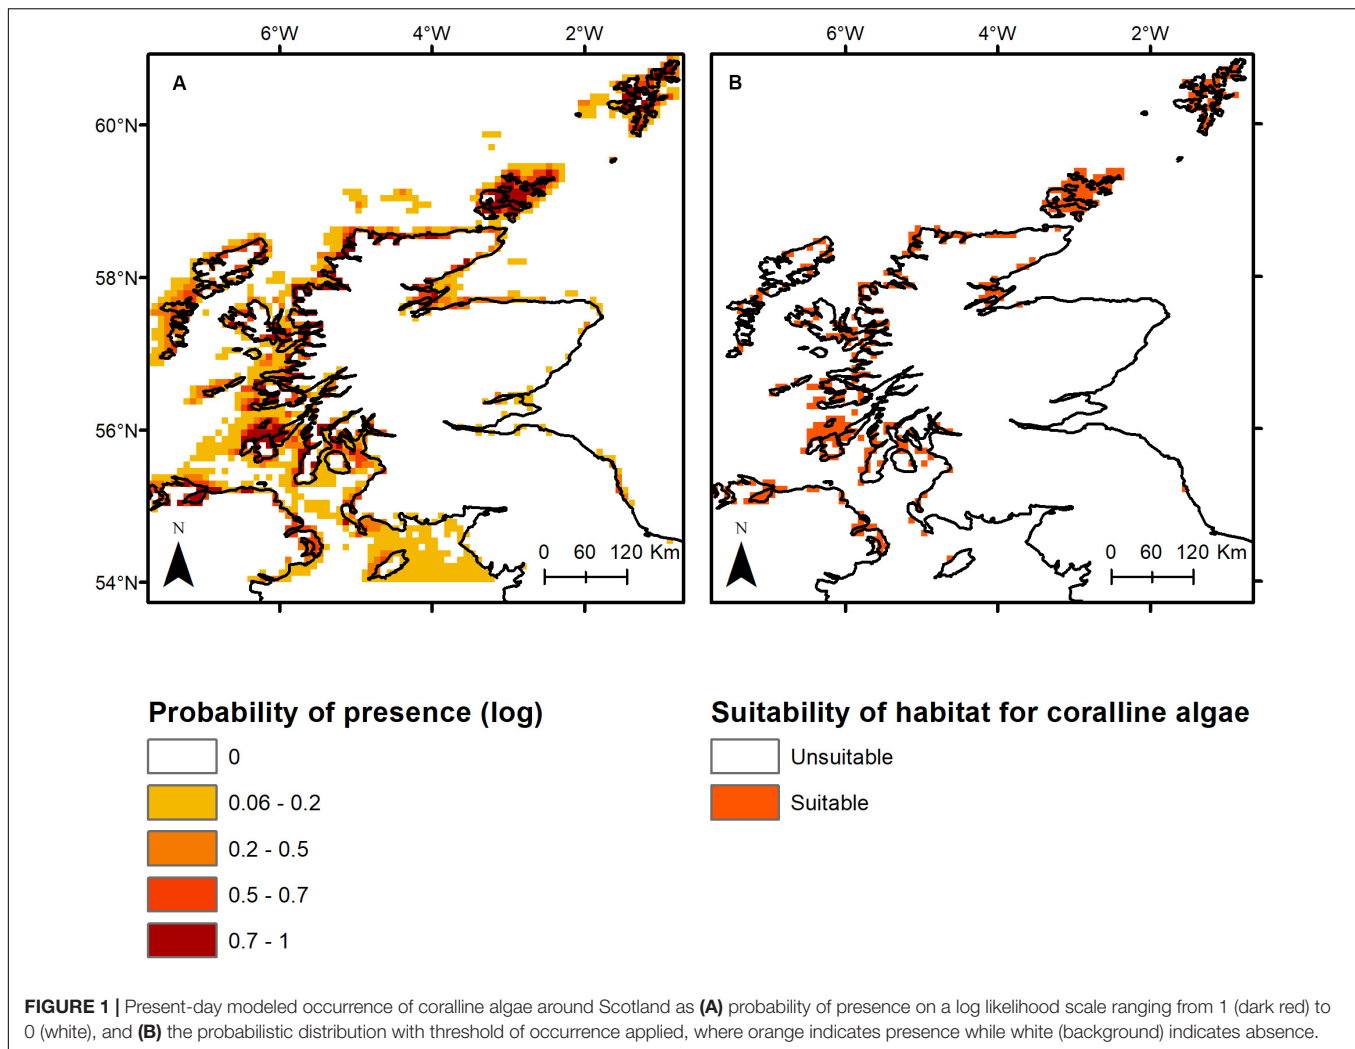 6°W 4°W 2°W 6°W 4°W 2°W
A B
60°N
58°N
56°N
54°N
N N
0 60 120 Km 0 60 120 Km
Probability of presence (log)
0
0.06 - 0.2
0.2 - 0.5
0.5 - 0.7
0.7 - 1
Suitability of habitat for coralline algae
Unsuitable
Suitable
FIGURE 1 | Present-day modeled occurrence of coralline algae around Scotland as (A) probability of presence on a log likelihood scale ranging from 1 (dark red) to
0 (white), and (B) the probabilistic distribution with threshold of occurrence applied, where orange indicates presence while white (background) indicates absence.